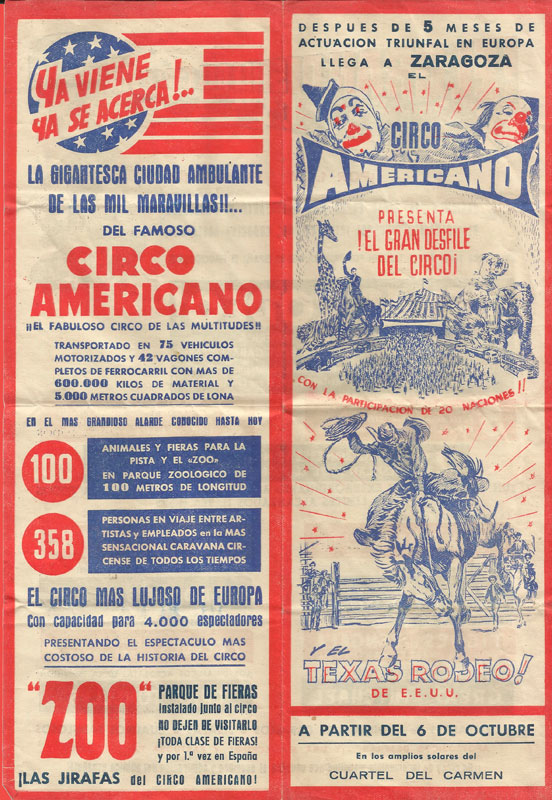 YA VIENE
YA SE ACERCA!..
LA GIGANTESCA CIUDAD AMBULANTE
DE LAS MIL MARAVILLAS!!...
DEL FAMOSO
CIRCO
AMERICANO
¡¡EL FABULOSO CIRCO DE LAS MULTITUDES!!
TRANSPORTADO EN 75 VEHICULOS
MOTORIZADOS Y 42 VAGONES COM-
PLETOS DE FERROCARRIL CON MAS DE
600.000 KILOS DE MATERIAL Y
5.000 METROS CUADRADOS DE LONA
EN EL MAS GRANDIOSO ALARDE CONOCIDO HASTA HOY
100
ANIMALES Y FIERAS PARA LA
PISTA Y EL «ZOO»
EN PARQUE ZOOLOGICO DE
100 METROS DE LONGITUD
358
PERSONAS EN VIAJE ENTRE AR-
TISTAS y EMPLEADOS en la MAS
SENSACIONAL CARAVANA CIR-
CENSE DE TODOS LOS TIEMPOS
EL CIRCO MAS LUJOSO DE EUROPA
Con capacidad para 4.000 espectadores
PRESENTANDO EL ESPECTACULO MAS
COSTOSO DE LA HISTORIA DEL CIRCO
"ZOO"
PARQUE DE FIERAS
instalado junto al circo
NO DEJEN DE VISITARLO
¡TODA CLASE DE FIERAS!
y por 1.ª vez en España
¡LAS JIRAFAS del CIRCO AMERICANO!
DESPUES DE 5 MESES DE
ACTUACION TRIUNFAL EN EUROPA
LLEGA A ZARAGOZA
EL
CIRCO
AMERICANO
PRESENTA
!EL GRAN DESFILE
DEL CIRCO¡
CON LA PARTICIPACION DE 20 NACIONES!!
Y EL
TEXAS RODEO!
DE E.E.U.U.
A PARTIR DEL 6 DE OCTUBRE
En los amplios solares del
CUARTEL DEL CARMEN